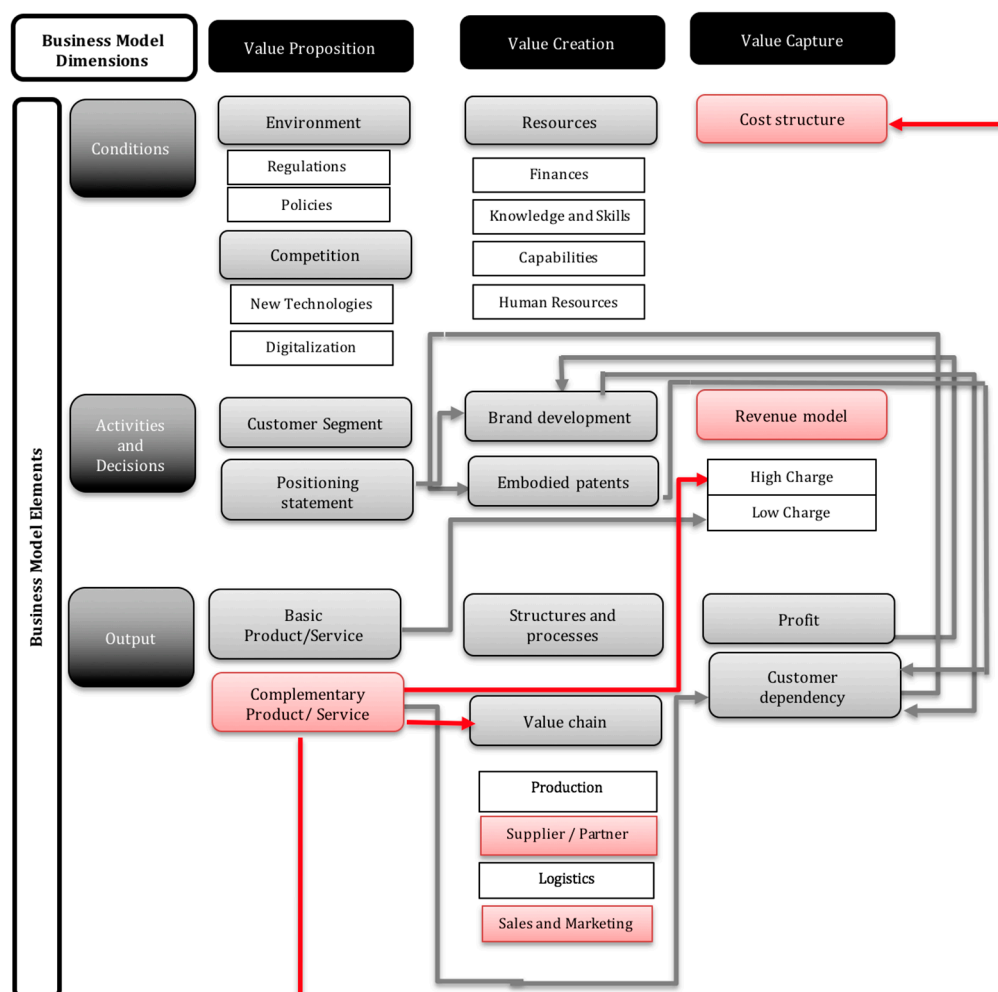 Business Model
Dimensions
Value Proposition
Value Creation
Value Capture
Business Model Elements
Conditions
Environment
Regulations
Policies
Competition
New Technologies
Digitalization
Resources
Finances
Knowledge and Skills
Capabilities
Human Resources
Cost structure
Activities
and
Decisions
Customer Segment
Positioning
statement
Brand development
Embodied patents
Revenue model
High Charge
Low Charge
Output
Basic
Product/Service
Complementary
Product/ Service
Structures and
processes
Value chain
Production
Supplier / Partner
Logistics
Sales and Marketing
Profit
Customer
dependency